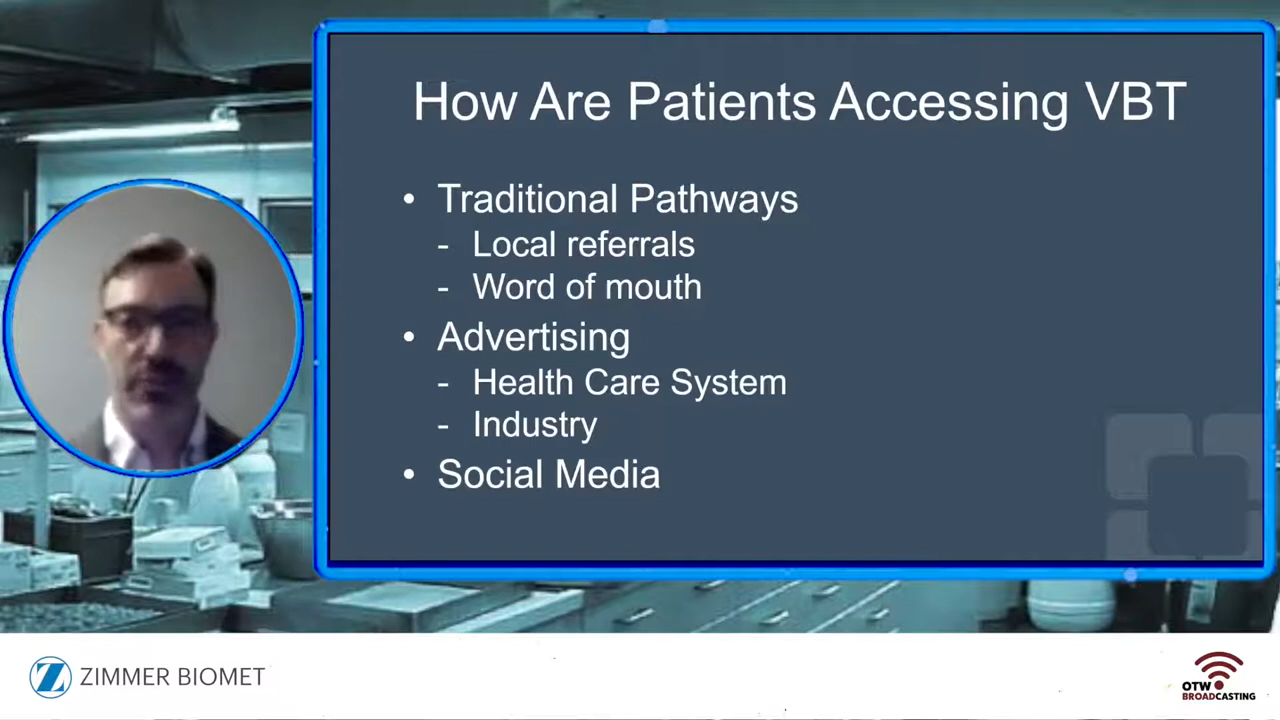 How Are Patients Accessing VBT
• Traditional Pathways
- Local referrals
- Word of mouth
• Advertising
- Health Care System
- Industry
• Social Media
Z ZIMMER BIOMET
OTW
BROADCASTING